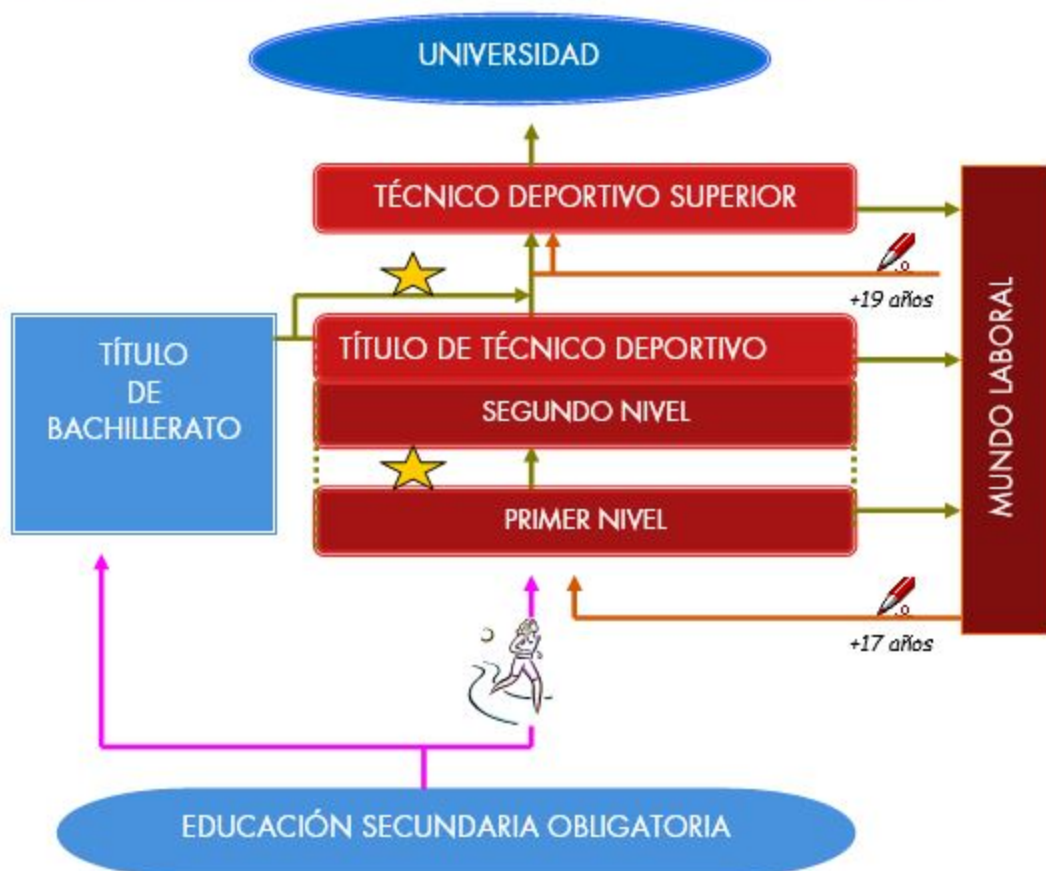 UNIVERSIDAD
TÉCNICO DEPORTIVO SUPERIOR
+19 años
TÍTULO
DE
BACHILLERATO
TÍTULO DE TÉCNICO DEPORTIVO
SEGUNDO NIVEL
PRIMER NIVEL
MUNDO LABORAL
+17 años
EDUCACIÓN SECUNDARIA OBLIGATORIA